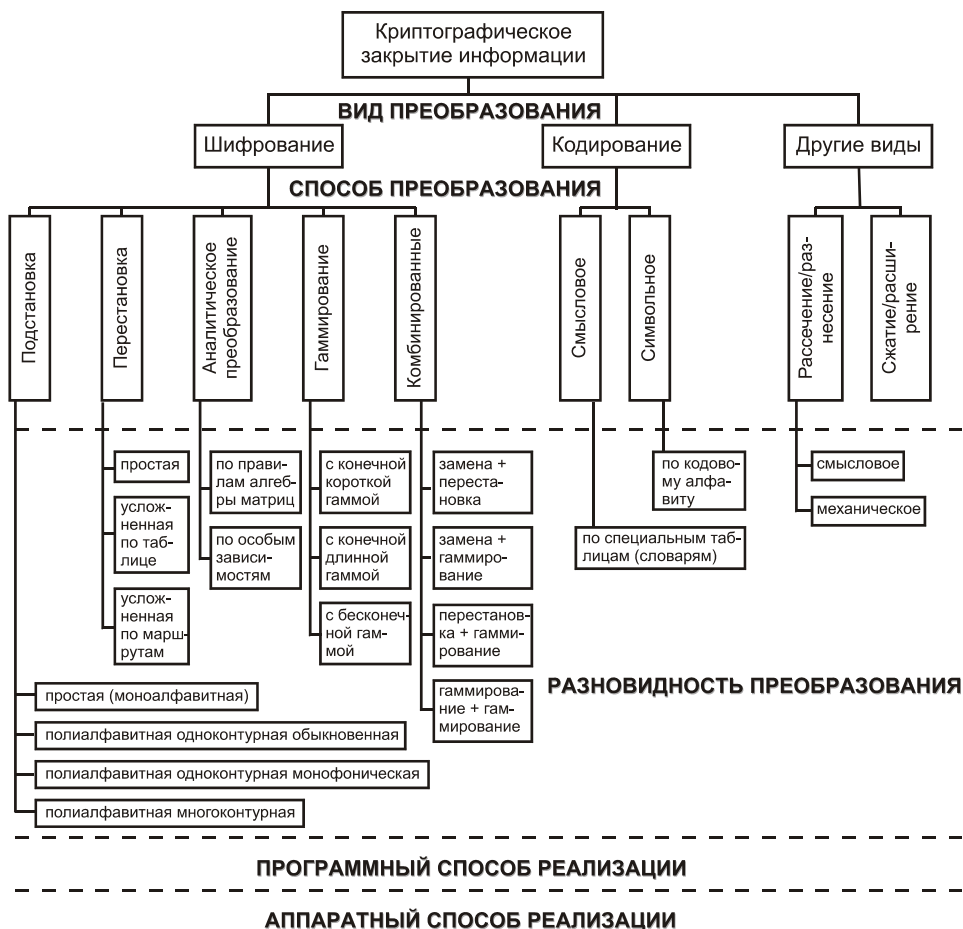 Криптографическое
закрытие информации
ВИД ПРЕОБРАЗОВАНИЯ
Шифрование
Кодирование
Другие виды
СПОСОБ ПРЕОБРАЗОВАНИЯ
Подстановка
Перестановка
Аналитическое
преобразование
Гаммирование
Комбинированные
Смысловое
Символьное
Рассечение/раз-
несение
Сжатие/расши-
рение
простая
услож-
ненная
по таб-
лице
услож-
ненная
по марш-
рутам
по прави-
лам алгеб-
ры матриц
по особым
зависи-
мостям
с конечной
короткой
гаммой
с конечной
длинной
гаммой
с бесконеч-
ной гам-
мой
замена +
переста-
новка
замена +
гаммиро-
вание
перестанов-
ка + гамми-
рование
гаммирова-
ние + гам-
мирование
по специальным таб-
лицам (словарям)
по кодово-
му алфа-
виту
смысловое
механическое
РАЗНОВИДНОСТЬ ПРЕОБРАЗОВАНИЯ
простая (моноалфавитная)
полиалфавитная одноконтурная обыкновенная
полиалфавитная одноконтурная монофоническая
полиалфавитная многоконтурная
ПРОГРАММНЫЙ СПОСОБ РЕАЛИЗАЦИИ
АППАРАТНЫЙ СПОСОБ РЕАЛИЗАЦИИ